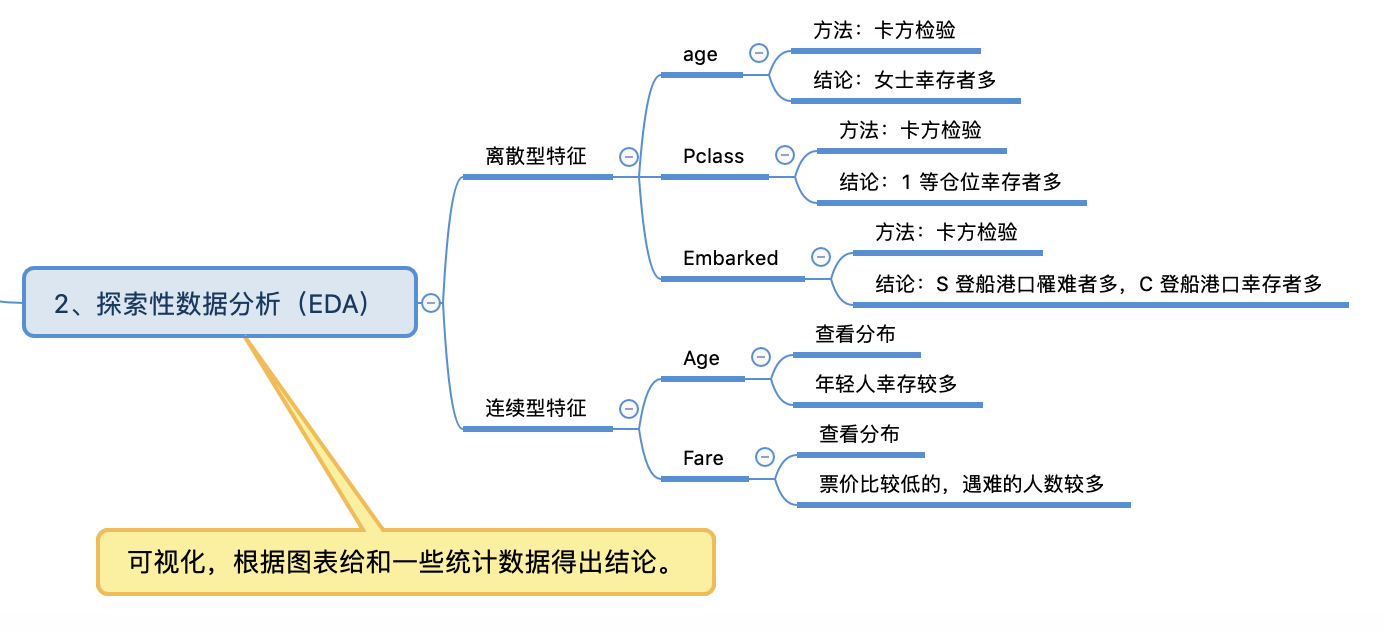 2、探索性数据分析（EDA）
离散型特征
age
方法：卡方检验
结论：女士幸存者多
Pclass
方法：卡方检验
结论：1 等仓位幸存者多
Embarked
方法：卡方检验
结论：S 登船港口罹难者多，C 登船港口幸存者多
连续型特征
Age
查看分布
年轻人幸存较多
Fare
查看分布
票价比较低的，遇难的人数较多
可视化，根据图表给和一些统计数据得出结论。